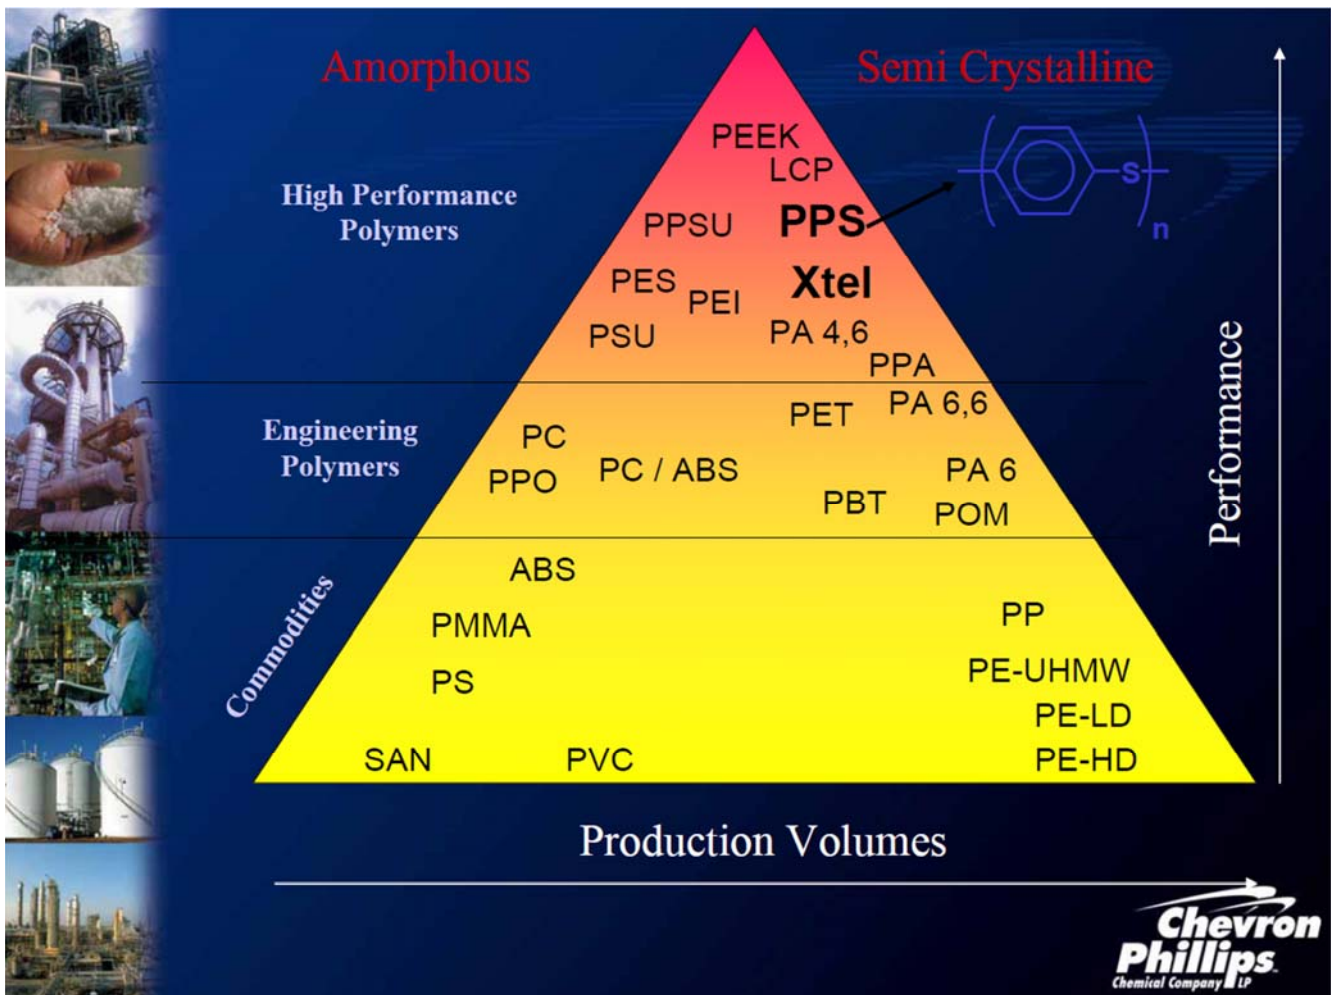 Amorphous
Semi Crystalline
PEEK
LCP
High Performance
Polymers
PPSU
PPS
S
n
PES
PEI
Xtel
PSU
PA 4,6
PPA
Performance
Engineering
Polymers
PET
PA 6,6
PC
PPO
PC / ABS
PA 6
PBT
POM
Commodities
ABS
PMMA
PP
PS
PE-UHMW
PE-LD
SAN
PVC
PE-HD
Production Volumes
Chevron
Phillips
Chemical Company LP